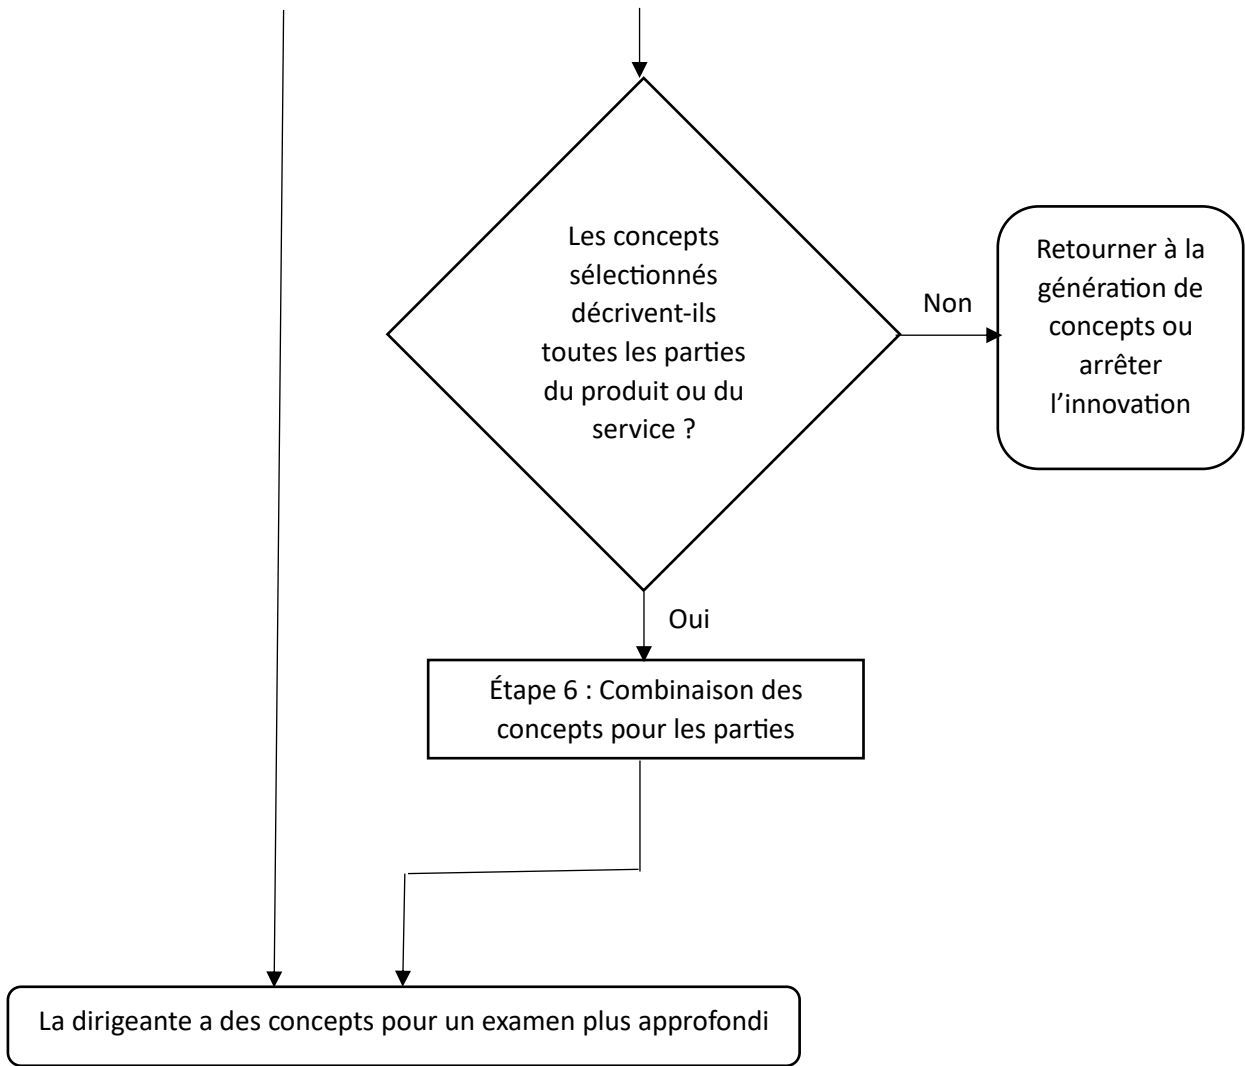 Les concepts
sélectionnés
décrivent-ils
toutes les parties
du produit ou du
service ?
Non
Retourner à la
génération de
concepts ou
arrêter
l’innovation
Oui
Étape 6 : Combinaison des
concepts pour les parties
La dirigeante a des concepts pour un examen plus approfondi